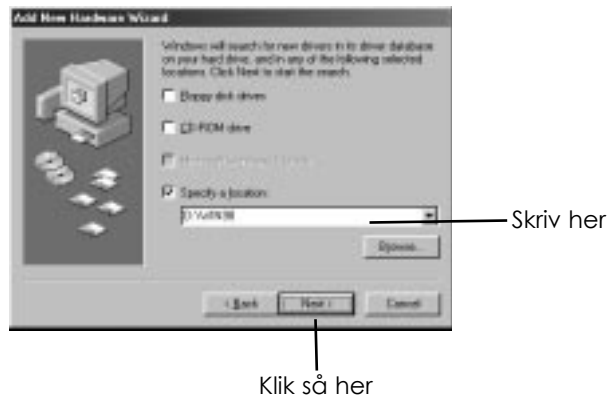 Add New Hardware Wizard
Windows will search for new drivers in its driver database
on your hard drive, and in any of the following selected
locations. Click Next to start the search.
Floppy disk drives
CD-ROM drive
Specify a location:
D:\WIN98
Browse...
< Back
Next >
Cancel
Skriv her
Klik så her